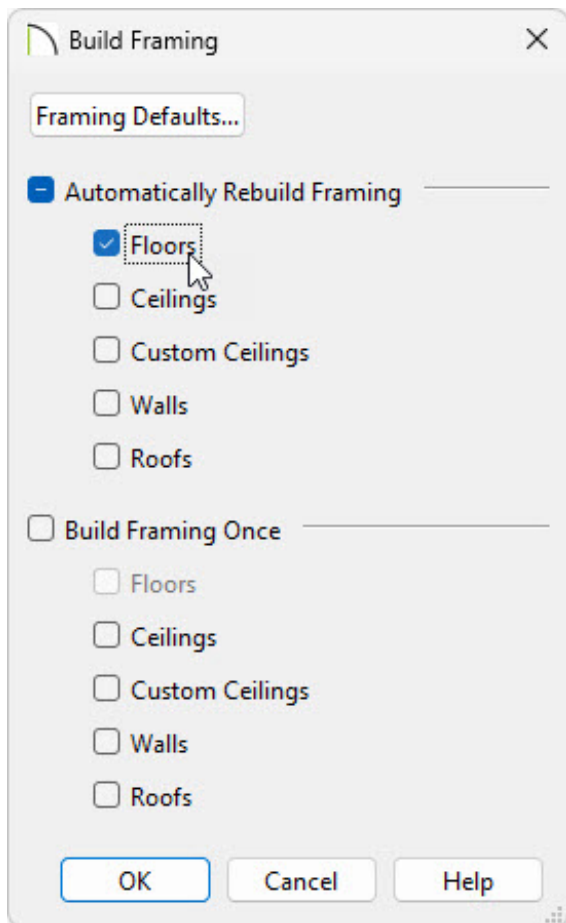 Build Framing
Framing Defaults...
Automatically Rebuild Framing
Floors
Ceilings
Custom Ceilings
Walls
Roofs
Build Framing Once
Floors
Ceilings
Custom Ceilings
Walls
Roofs
OK Cancel Help